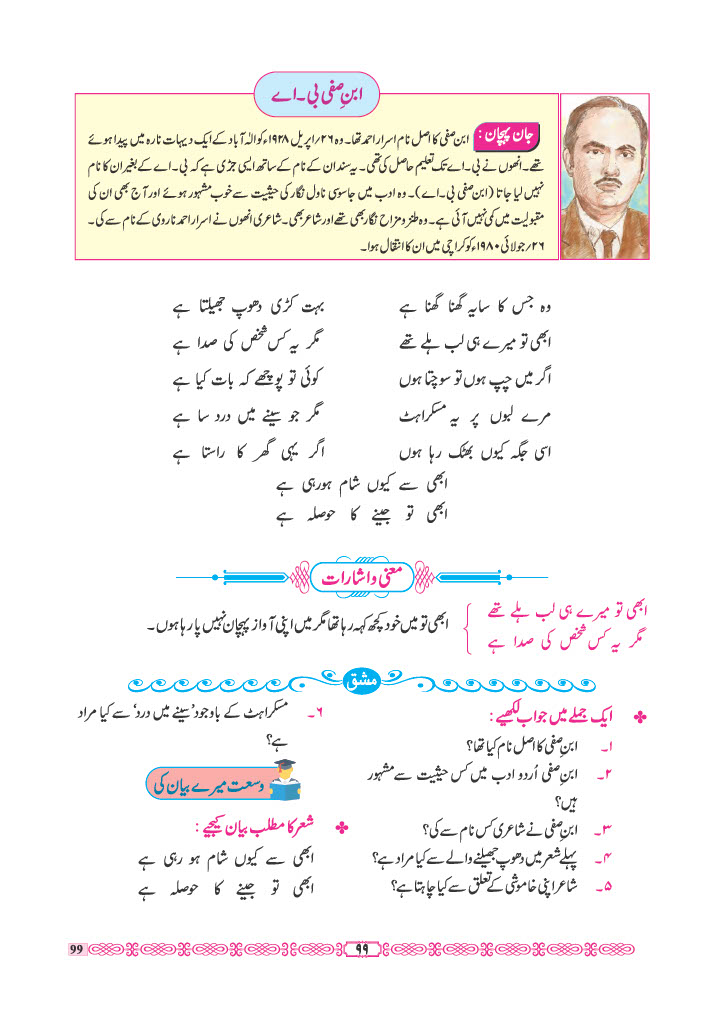 ابنِ صفی بی۔اے
جان پہچان : ابنِ صفی کا اصل نام اسرار احمد تھا۔ وہ ۲۶؍اپریل ۱۹۲۸ء کو الٰہ آباد کے ایک دیہات نارہ میں پیدا ہوئے
تھے۔ انھوں نے بی۔اے تک تعلیم حاصل کی تھی۔ یہ سند ان کے نام کے ساتھ ایسی جڑی ہے کہ بی۔اے کے بغیر ان کا نام
نہیں لیا جاتا (ابنِ صفی بی۔اے)۔ وہ ادب میں جاسوسی ناول نگار کی حیثیت سے خوب مشہور ہوئے اور آج بھی ان کی
مقبولیت میں کمی نہیں آئی ہے۔ وہ طنز و مزاح نگار بھی تھے اور شاعر بھی۔ شاعری انھوں نے اسرار احمد ناروی کے نام سے کی۔
۲۶؍جولائی ۱۹۸۰ء کو کراچی میں ان کا انتقال ہوا۔
وہ جس کا سایہ گھنا گھنا ہے بہت کڑی دھوپ جھیلتا ہے
ابھی تو میرے ہی لب ہلے تھے مگر یہ کس شخص کی صدا ہے
اگر میں چپ ہوں تو سوچتا ہوں کوئی تو پوچھے کہ بات کیا ہے
مرے لبوں پر یہ مسکراہٹ مگر جو سینے میں درد سا ہے
اسی جگہ کیوں بھٹک رہا ہوں اگر یہی گھر کا راستا ہے
ابھی سے کیوں شام ہورہی ہے
ابھی تو جینے کا حوصلہ ہے
معنی و اشارات
ابھی تو میرے ہی لب ہلے تھے
مگر یہ کس شخص کی صدا ہے
ابھی تو میں خود کچھ کہہ رہا تھا مگر میں اپنی آواز پہچان نہیں پا رہا ہوں۔
مشق
ایک جملے میں جواب لکھیے :
۱۔ ابنِ صفی کا اصل نام کیا تھا؟
۲۔ ابنِ صفی اُردو ادب میں کس حیثیت سے مشہور
ہیں؟
۳۔ ابنِ صفی نے شاعری کس نام سے کی؟
۴۔ پہلے شعر میں دھوپ جھیلنے والے سے کیا مراد ہے؟
۵۔ شاعر اپنی خاموشی کے تعلق سے کیا چاہتا ہے؟
۶۔ مسکراہٹ کے باوجود ’سینے میں درد‘ سے کیا مراد
ہے؟
وسعت میرے بیان کی
شعر کا مطلب بیان کیجیے :
ابھی سے کیوں شام ہو رہی ہے
ابھی تو جینے کا حوصلہ ہے
99
۹۹